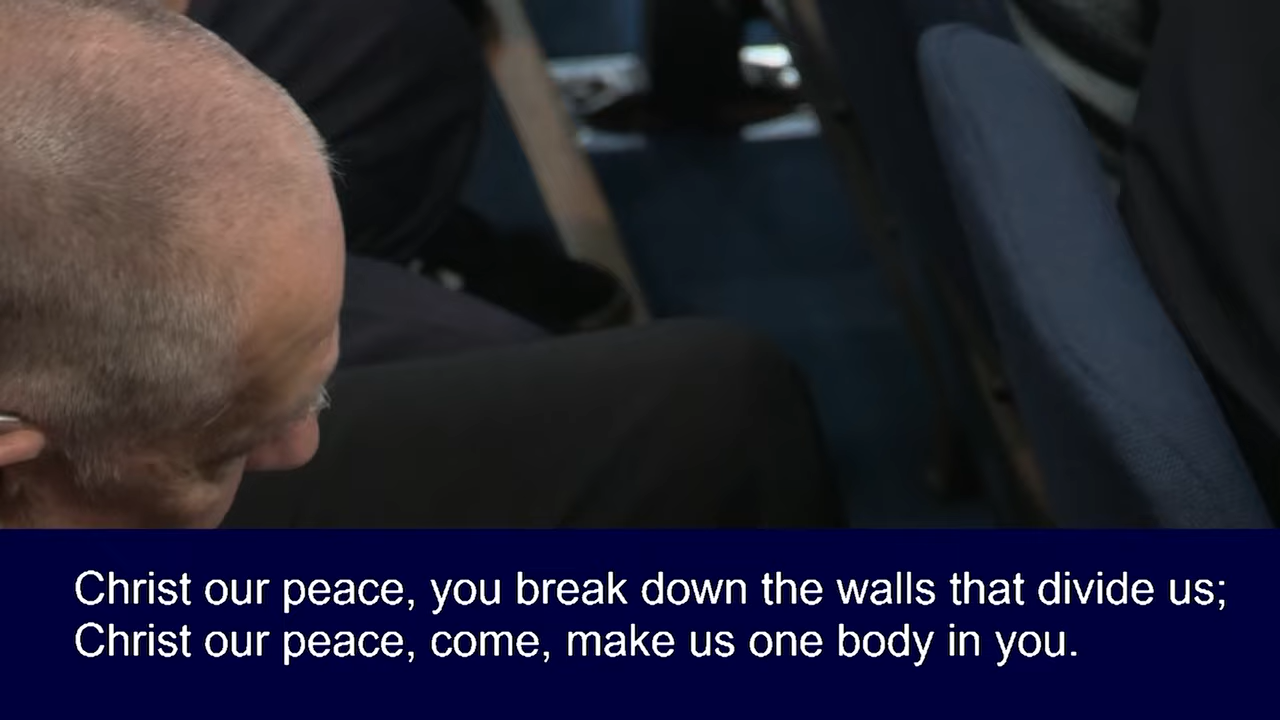 Christ our peace, you break down the walls that divide us;
Christ our peace, come, make us one body in you.